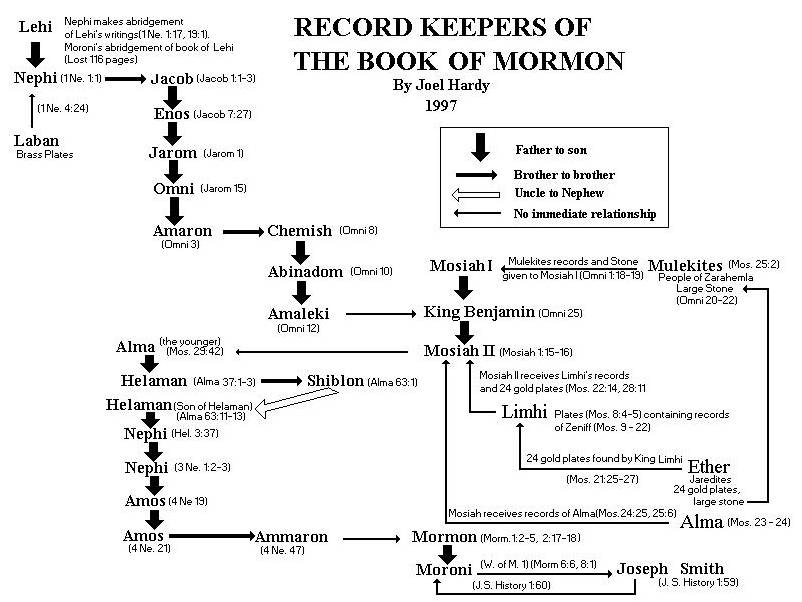 RECORD KEEPERS OF
THE BOOK OF MORMON
By Joel Hardy
1997
Lehi
Nephi makes abridgement
of Lehi's writings(1 Ne. 1:17, 19:1).
Moroni's abridgement of book of Lehi
(Lost 116 pages)
Nephi (1 Ne. 1:1)
Jacob (Jacob 1:1-3)
(1 Ne. 4:24)
Laban
Brass Plates
Enos (Jacob 7:27)
Jarom (Jarom 1)
Omni (Jarom 15)
Father to son
Brother to brother
Uncle to Nephew
No immediate relationship
Amaron
(Omni 3)
Chemish (Omni 8)
Abinadom (Omni 10)
Amaleki
(Omni 12)
Mosiah I
Mulekites records and Stone
given to Mosiah I (Omni 1:18-19)
Mulekites (Mos. 25:2)
People of Zarahemla
Large Stone
(Omni 20-22)
King Benjamin (Omni 25)
Mosiah II (Mosiah 1:15-16)
Alma (the younger)
(Mos. 29:42)
Helaman (Alma 37:1-3)
Shiblon (Alma 63:1)
Helaman (Son of Helaman)
(Alma 63:11-13)
Nephi (Hel. 3:37)
Nephi (3 Ne. 1:2-3)
Amos (4 Ne 19)
Amos
(4 Ne. 21)
Ammaron
(4 Ne. 47)
Mosiah II receives Limhi's records
and 24 gold plates (Mos. 22:14, 28:11
Limhi Plates (Mos. 8:4-5) containing records
of Zeniff (Mos. 9 - 22)
24 gold plates found by King Limhi
(Mos. 21:25-27)
Ether
Jaredites
24 gold plates,
large stone
Mosiah receives records of Alma(Mos.24:25, 25:6)
Alma (Mos. 23 - 24)
Mormon (Morm. 1:2-5, 2:17-18)
Moroni
(W. of M. 1) (Morm 6:6, 8:1)
(J.S. History 1:60)
Joseph Smith
(J. S. History 1:59)